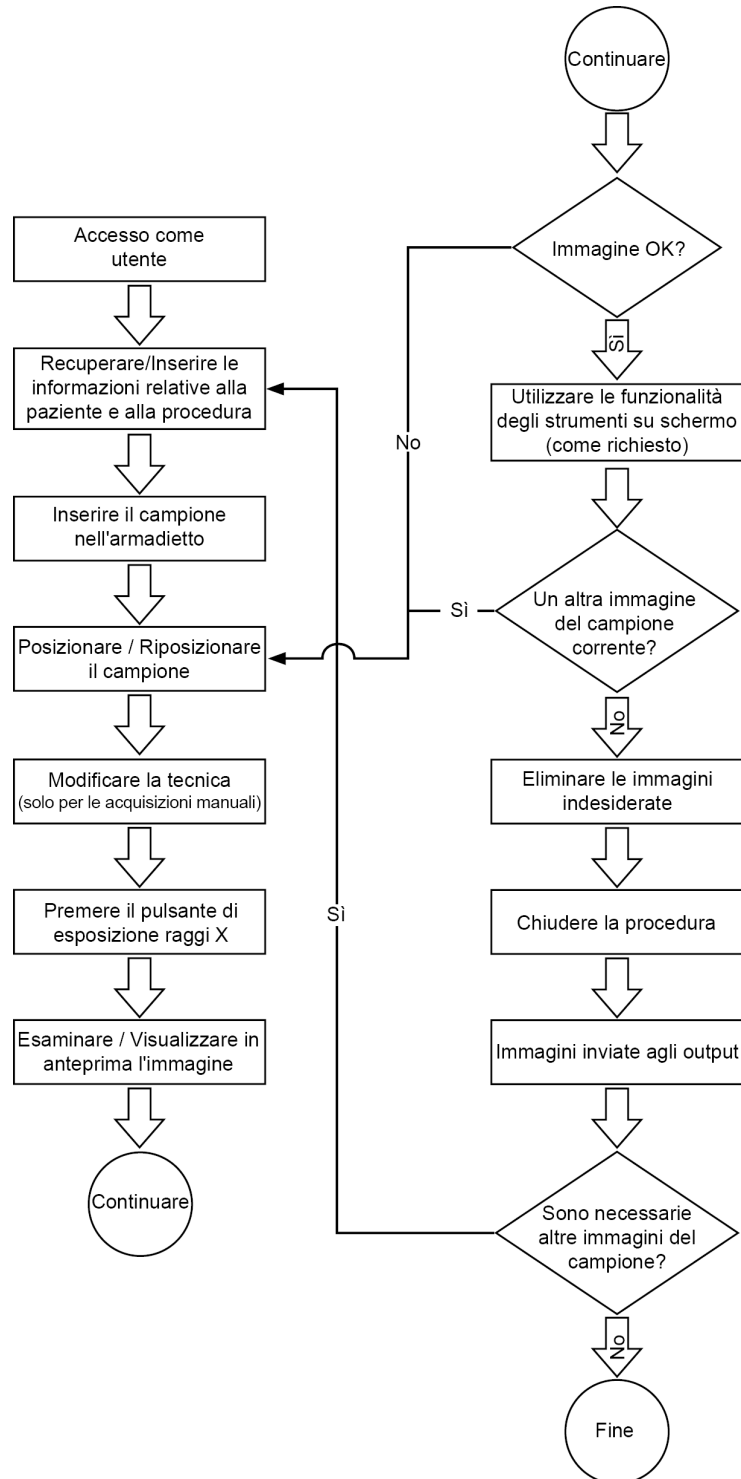 Accesso come
utente
Recuperare/Inserire le
informazioni relative alla
paziente e alla procedura
Inserire il campione
nell'armadietto
Posizionare / Riposizionare
il campione
Modificare la tecnica
(solo per le acquisizioni manuali)
Premere il pulsante di
esposizione raggi X
Esaminare / Visualizzare in
anteprima l'immagine
Continuare
Continuare
Immagine OK?
No
Sì
Utilizzare le funzionalità
degli strumenti su schermo
(come richiesto)
Un altra immagine
del campione
corrente?
Sì
No
Eliminare le immagini
indesiderate
Chiudere la procedura
Immagini inviate agli output
Sono necessarie
altre immagini del
campione?
Sì
No
Fine